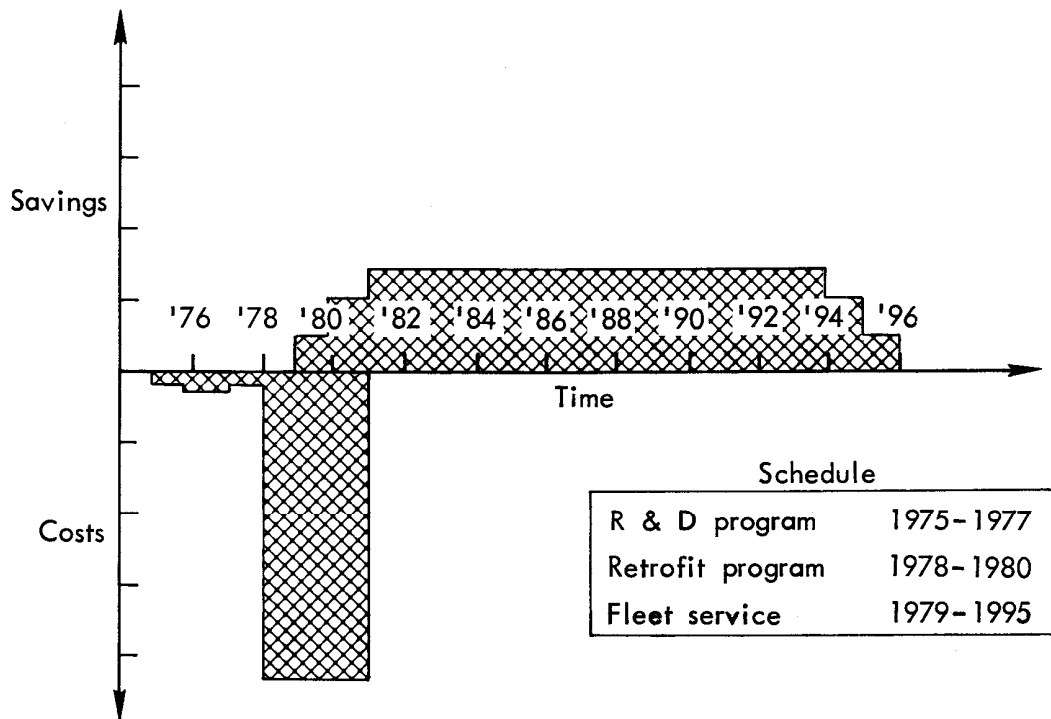 Savings
'76 '78 '80 '82 '84 '86 '88 '90 '92 '94 '96
Time
Costs
Schedule
R & D program 1975-1977
Retrofit program 1978-1980
Fleet service 1979-1995